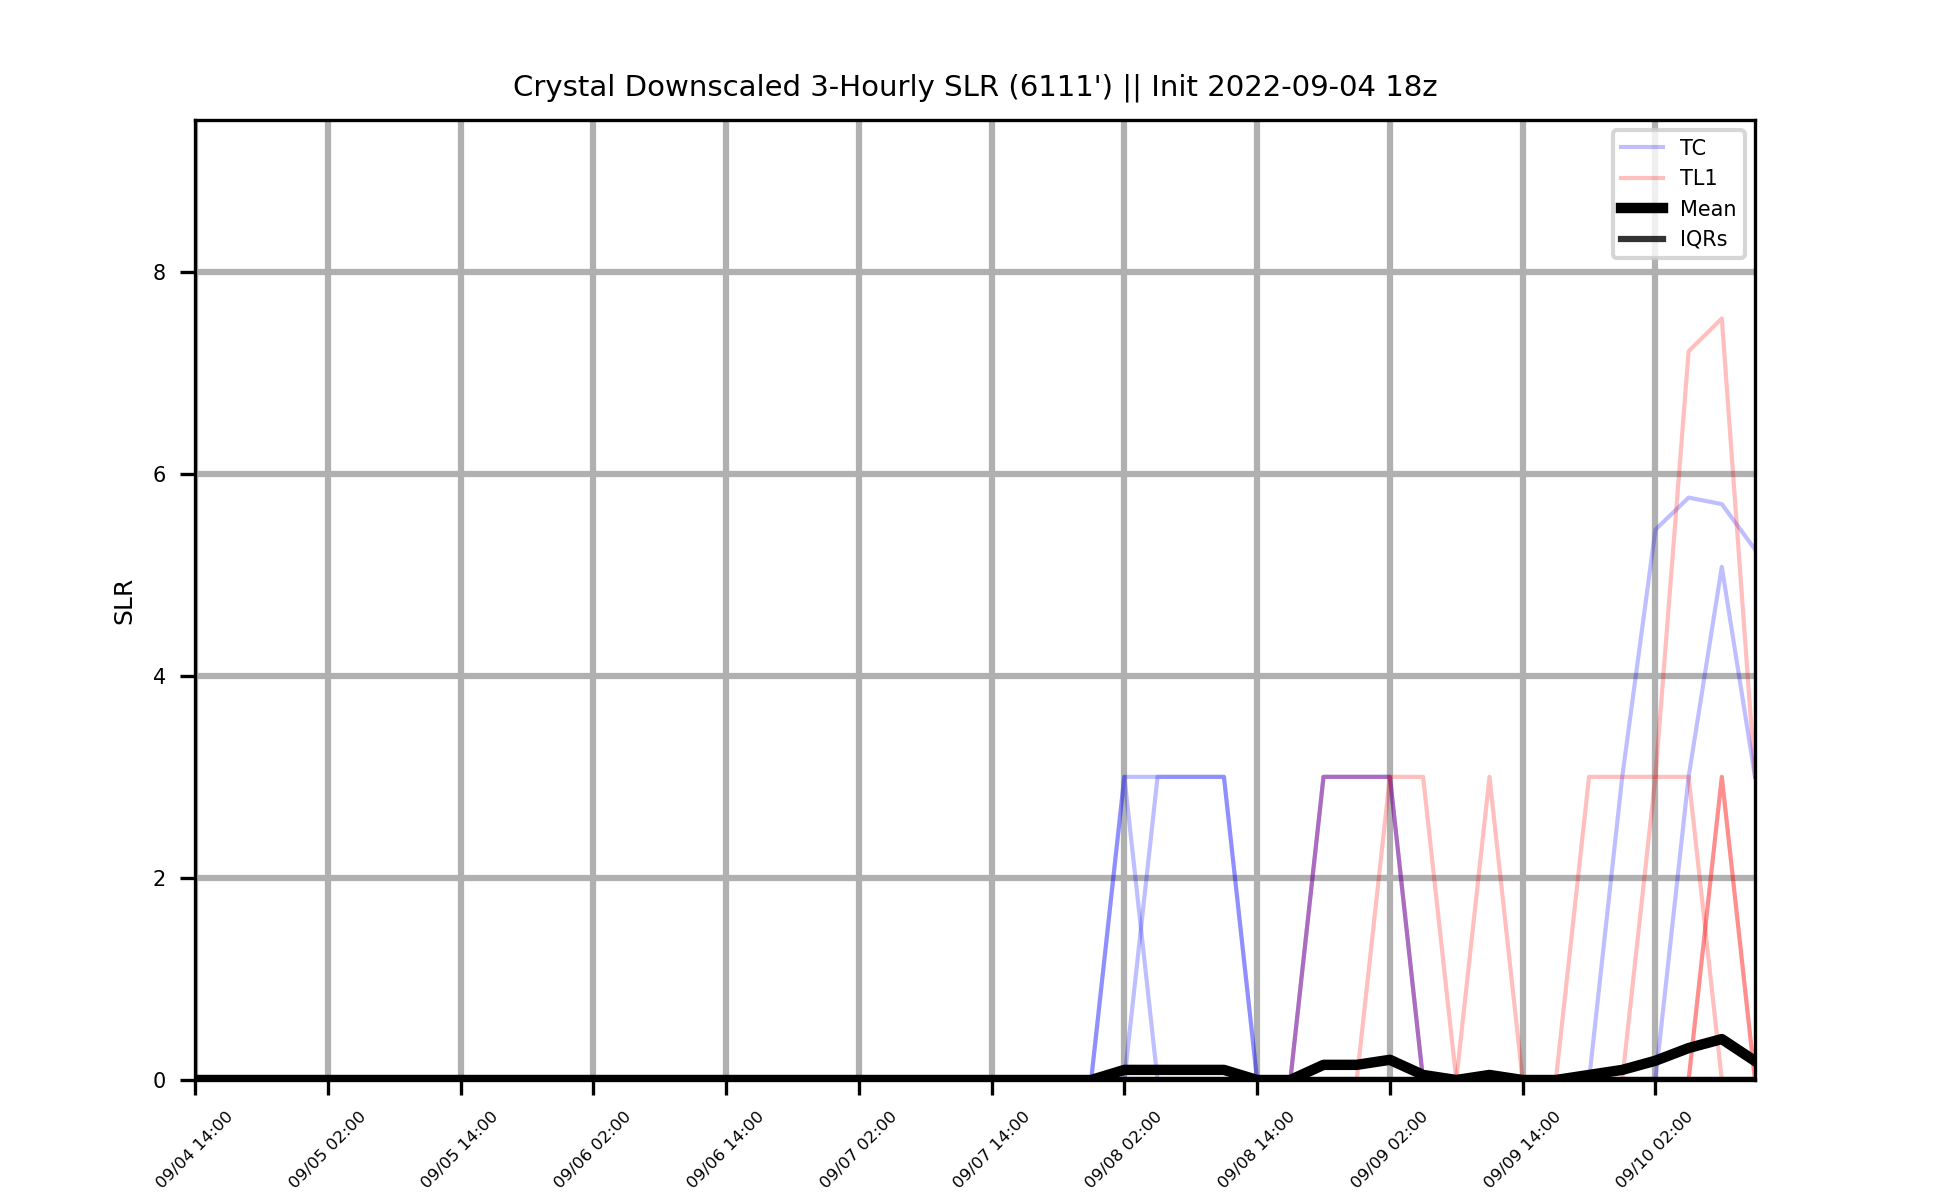 Crystal Downscaled 3-Hourly SLR (6111') || Init 2022-09-04 18z
TC
TL1
Mean
IQRs
SLR
8
6
4
2
0
09/04 14:00
09/05 02:00
09/05 14:00
09/06 02:00
09/06 14:00
09/07 02:00
09/07 14:00
09/08 02:00
09/08 14:00
09/09 02:00
09/09 14:00
09/10 02:00